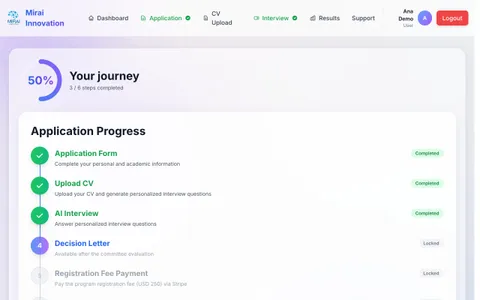 MIRAI
Mirai Innovation
Dashboard
Application
CV Upload
Interview
Results
Support
Ana Demo
User
A
Logout
50%
Your journey
3 / 6 steps completed
Application Progress
Application Form
Completed
Complete your personal and academic information
Upload CV
Completed
Upload your CV and generate personalized interview questions
AI Interview
Completed
Answer personalized interview questions
4
Decision Letter
Locked
Available after the committee evaluation
5
Registration Fee Payment
Locked
Pay the program registration fee (USD 250) via Stripe